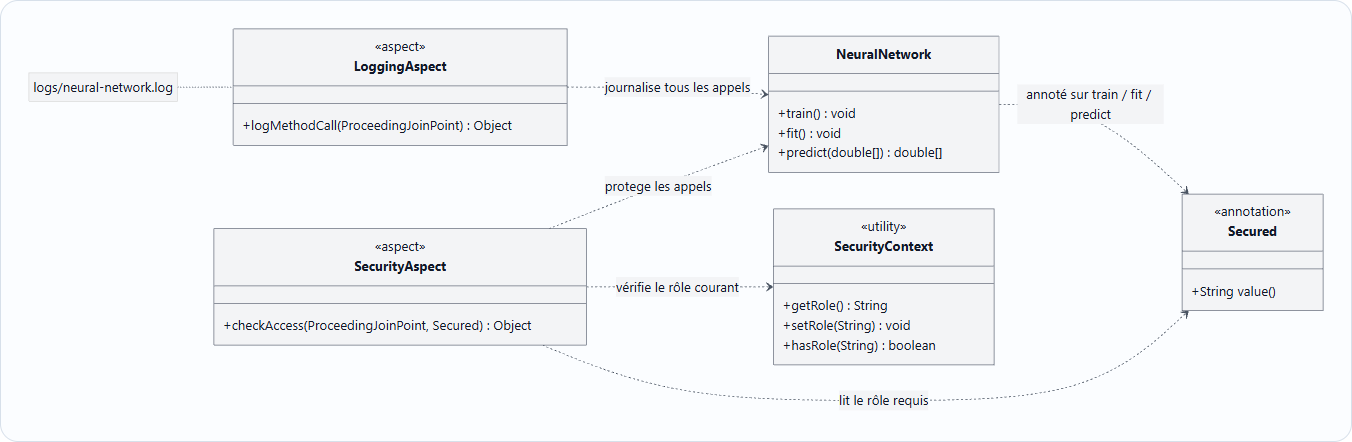 «aspect»
LoggingAspect
+logMethodCall(ProceedingJoinPoint) : Object
logs/neural-network.log
journalise tous les appels
NeuralNetwork
+train() : void
+fit() : void
+predict(double[]) : double[]
annoté sur train / fit /
predict
protege les appels
«aspect»
SecurityAspect
+checkAccess(ProceedingJoinPoint, Secured) : Object
vérifie le rôle courant
«utility»
SecurityContext
+getRole() : String
+setRole(String) : void
+hasRole(String) : boolean
«annotation»
Secured
+String value()
lit le rôle requis